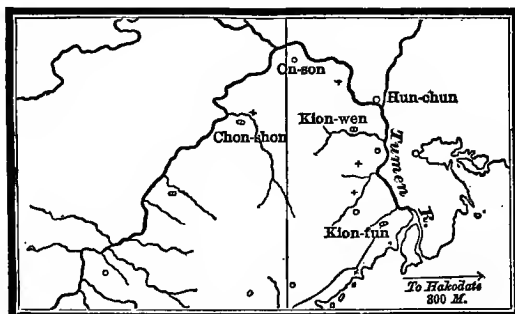 On-son
Hun-chun
Kion-wen
Chon-shon
Tumen
R.
Kion-fun
To Hakodate
800 M.